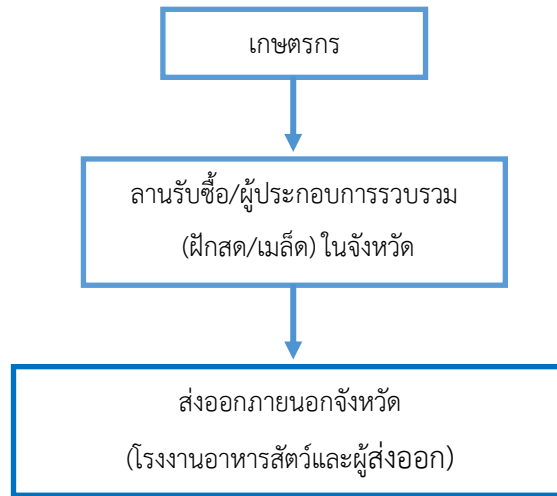 เกษตรกร
ลานรับซื้อ/ผู้ประกอบการรวบรวม
(ฝักสด/เมล็ด) ในจังหวัด
ส่งออกภายนอกจังหวัด
(โรงงานอาหารสัตว์และผู้ส่งออก)